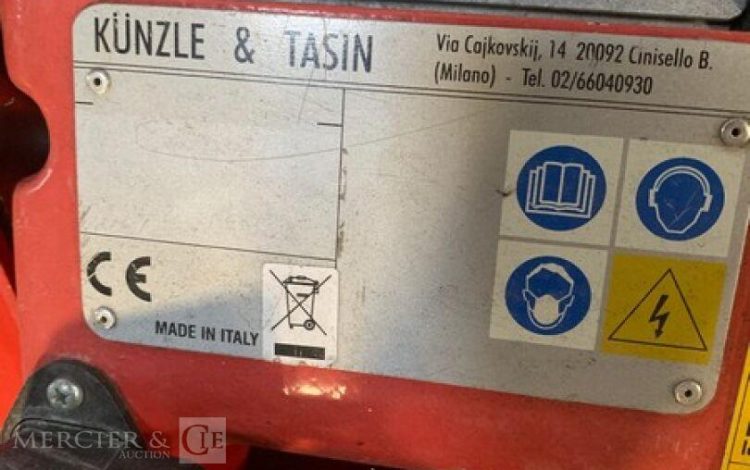 KÜNZLE & TASIN
Via Cajkovskij, 14 20092 Cinisello B.
(Milano) - Tel. 02/66040930
CE
MADE IN ITALY
MERCIER & CIE
AUCTION